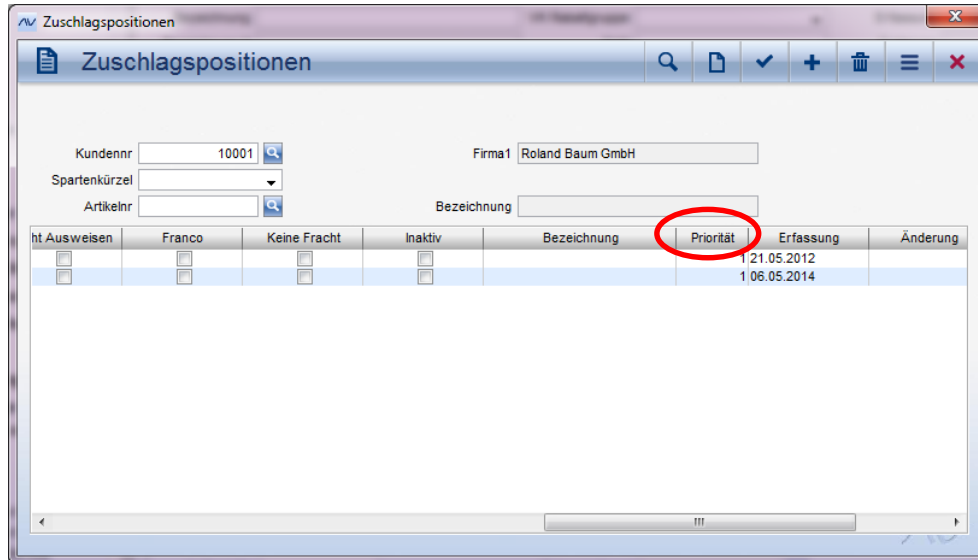 Zuschlagspositionen
Zuschlagspositionen
Kundennr 10001 Firma1 Roland Baum GmbH
Spartenkürzel
Artikelnr Bezeichnung
ht Ausweisen Franco Keine Fracht Inaktiv Bezeichnung Priorität Erfassung Änderung
1 21.05.2012
1 06.05.2014